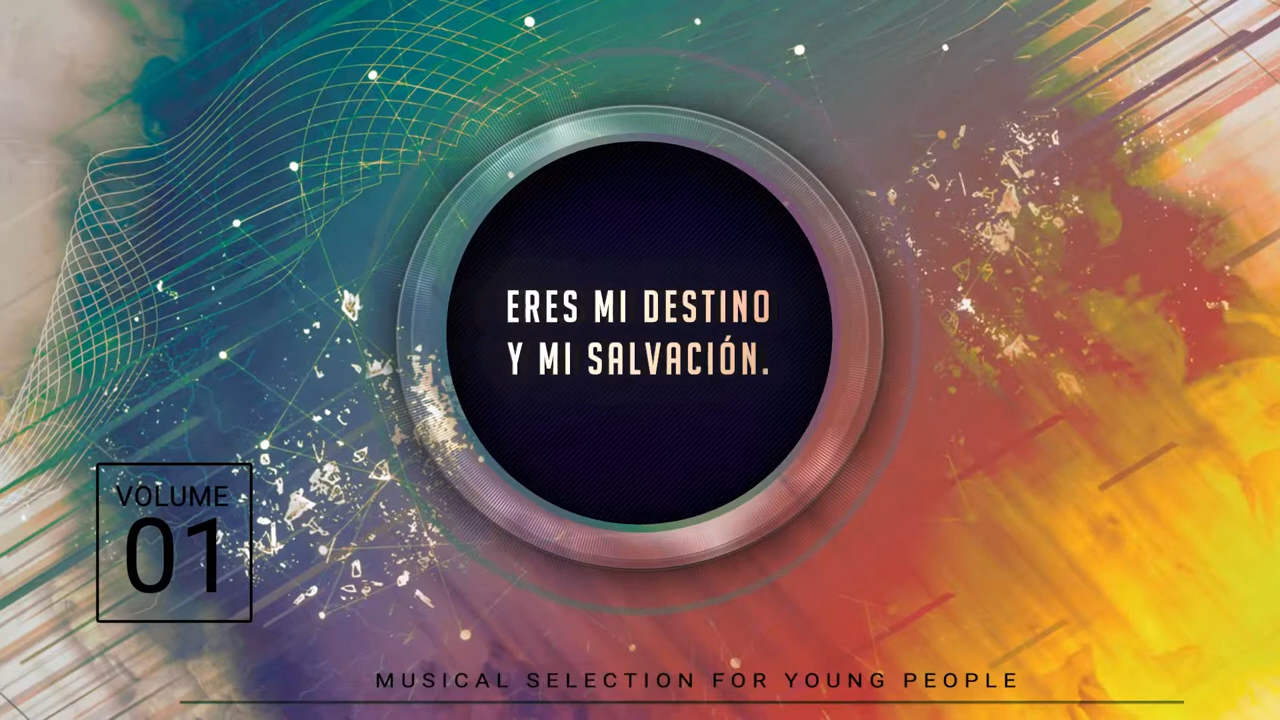 ERES MI DESTINO
Y MI SALVACIÓN.
VOLUME
01
MUSICAL SELECTION FOR YOUNG PEOPLE